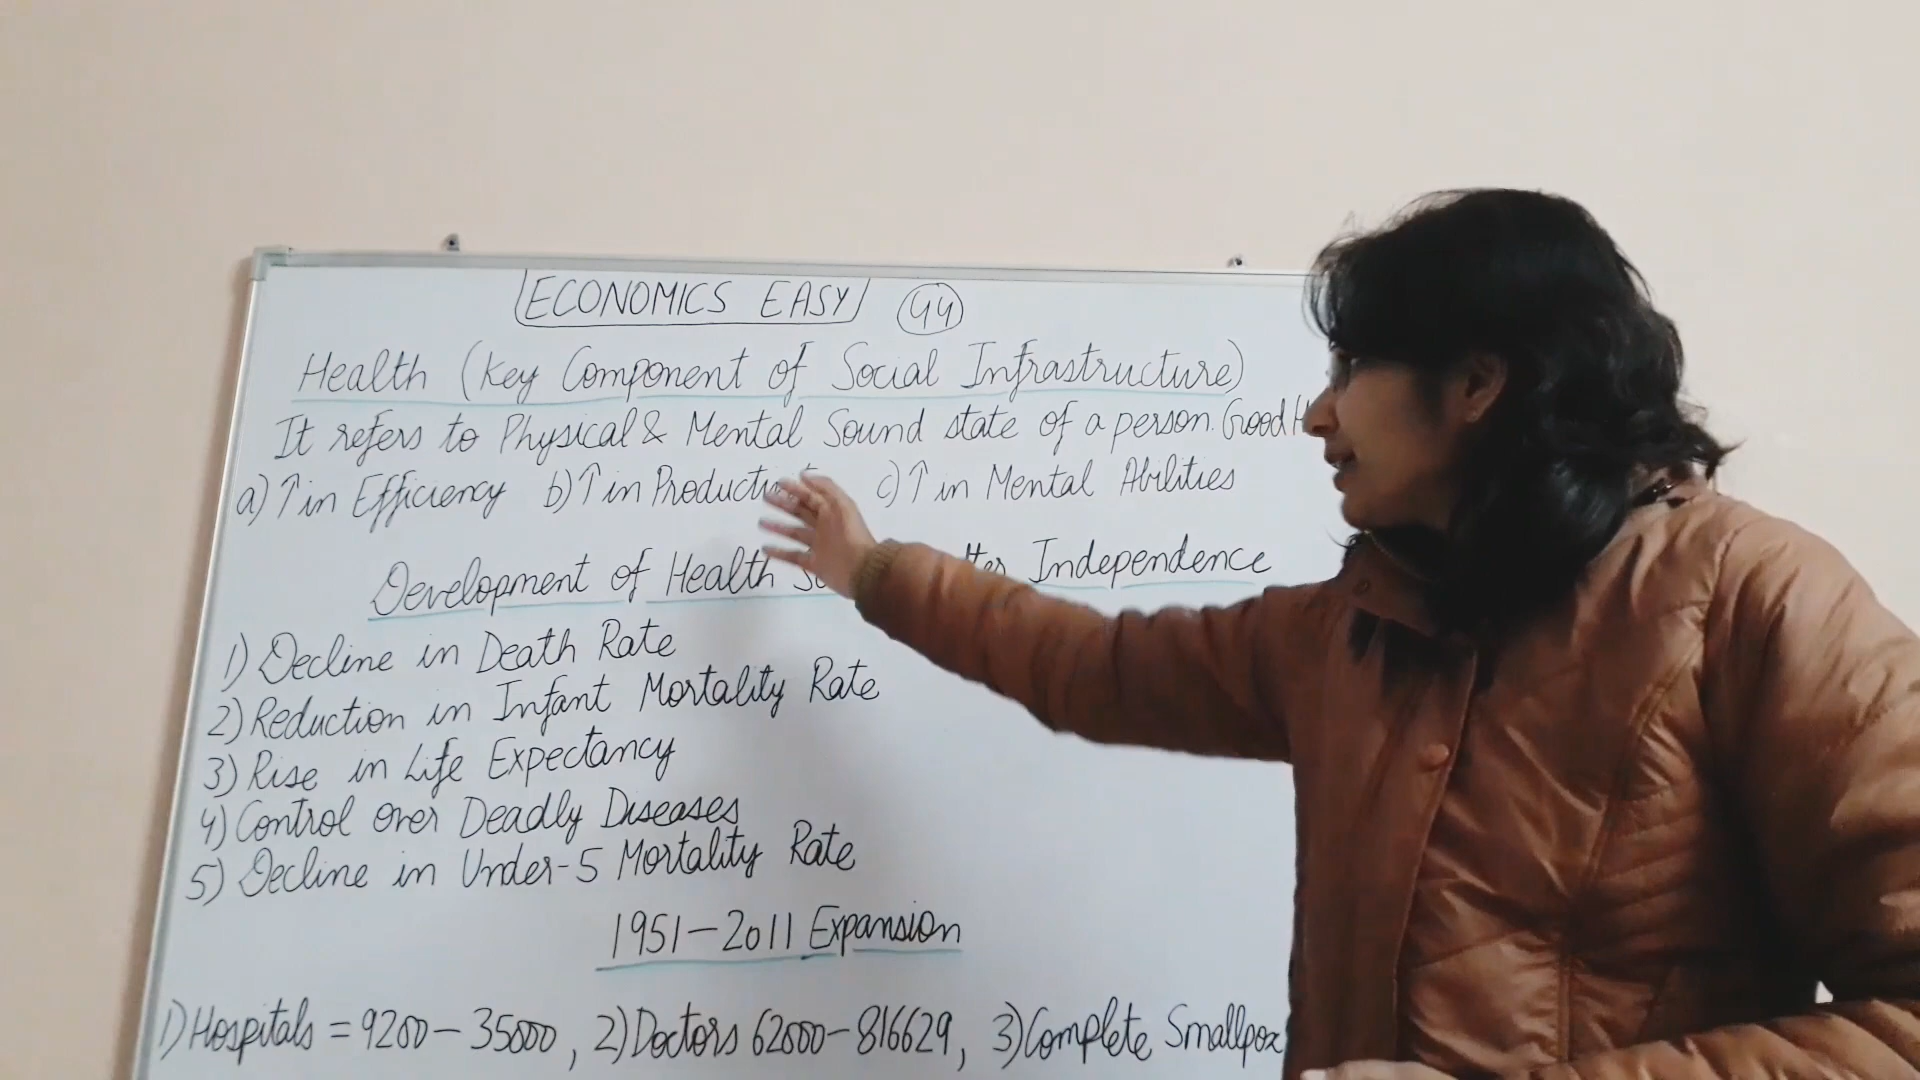 ECONOMICS EASY 44
Health (Key Component of Social Infrastructure)
It refers to Physical & Mental Sound state of a person. Good
a) ↑ in Efficiency b) ↑ in c) ↑ in Mental Abilities
Development of Health Independence
1) Decline in Death Rate
2) Reduction in Infant Mortality Rate
3) Rise in Life Expectancy
4) Control over Deadly Diseases
5) Decline in Under-5 Mortality Rate
1951-2011 Expansion
1) Hospitals = 9200-35000, 2) Doctors 62000-816629, 3) Complete Smallpox